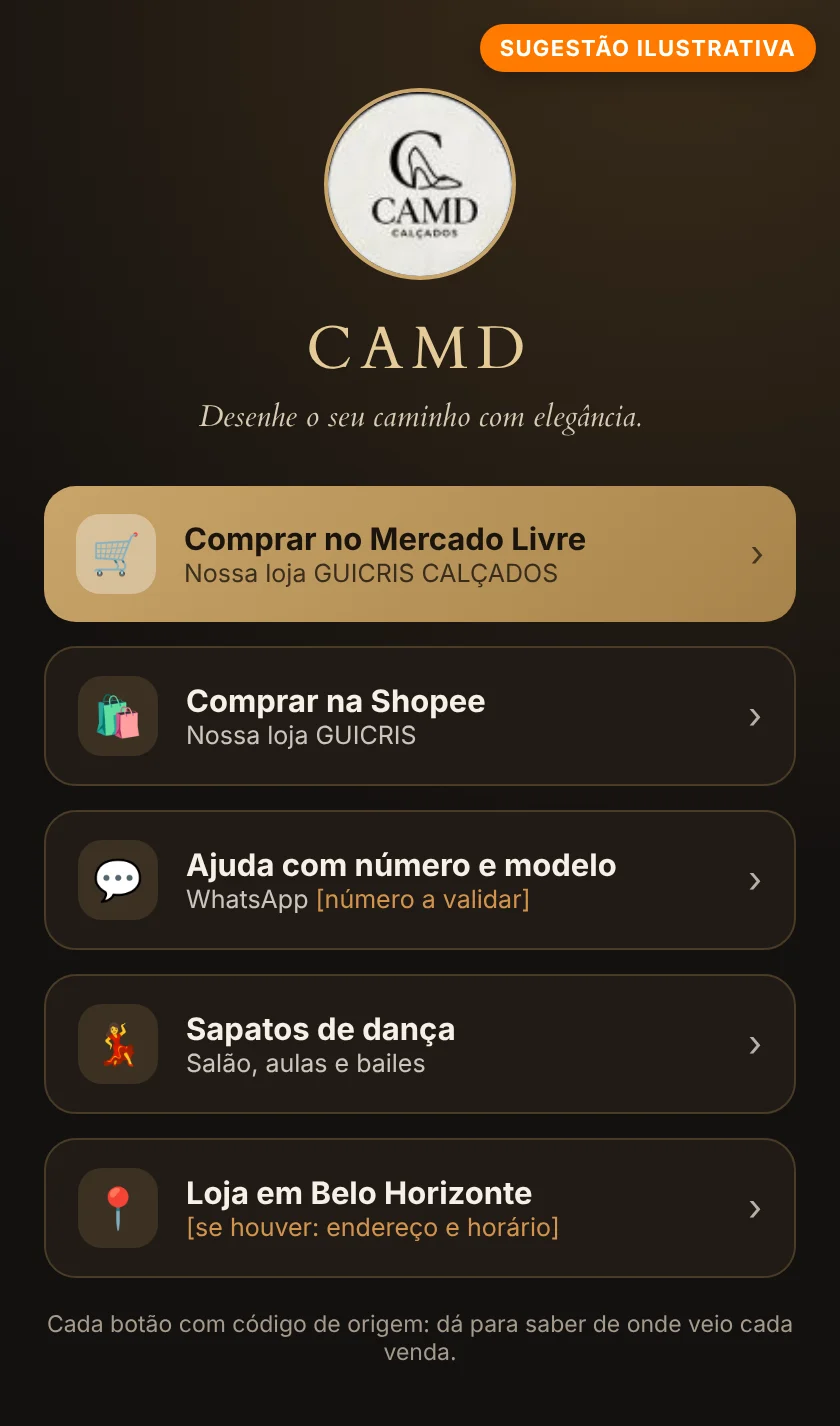 SUGESTÃO ILUSTRATIVA
CAMD
CALÇADOS
CAMD
Desenhe o seu caminho com elegância.
Comprar no Mercado Livre
Nossa loja GUICRIS CALÇADOS
Comprar na Shopee
Nossa loja GUICRIS
Ajuda com número e modelo
WhatsApp [número a validar]
Sapatos de dança
Salão, aulas e bailes
Loja em Belo Horizonte
[se houver: endereço e horário]
Cada botão com código de origem: dá para saber de onde veio cada
venda.